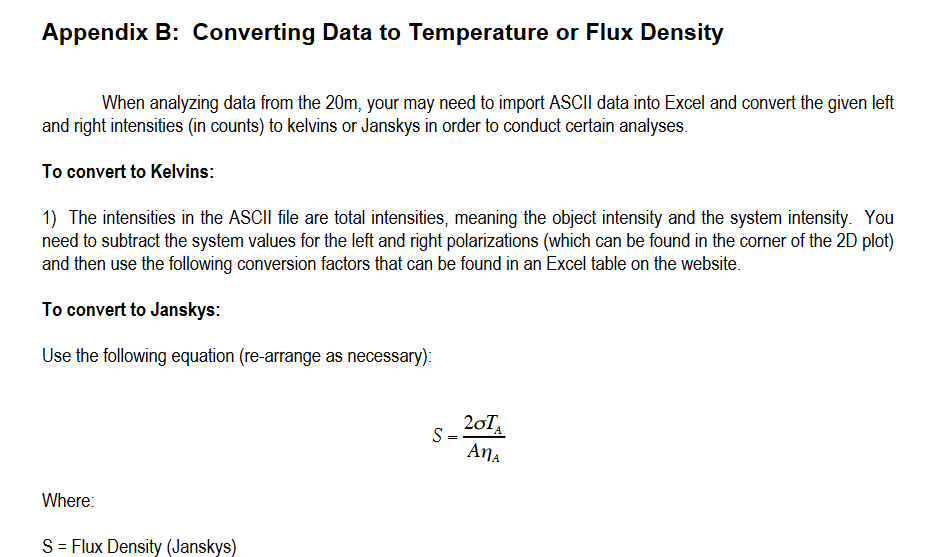 Appendix B:  Converting Data to Temperature or Flux Density
When analyzing data from the 20m, your may need to import ASCII data into Excel and convert the given left
and right intensities (in counts) to kelvins or Janskys in order to conduct certain analyses.
To convert to Kelvins:
1)  The intensities in the ASCII file are total intensities, meaning the object intensity and the system intensity.  You
need to subtract the system values for the left and right polarizations (which can be found in the corner of the 2D plot)
and then use the following conversion factors that can be found in an Excel table on the website.
To convert to Janskys:
Use the following equation (re-arrange as necessary):
S = 2σT_A / Aη_A
Where:
S = Flux Density (Janskys)